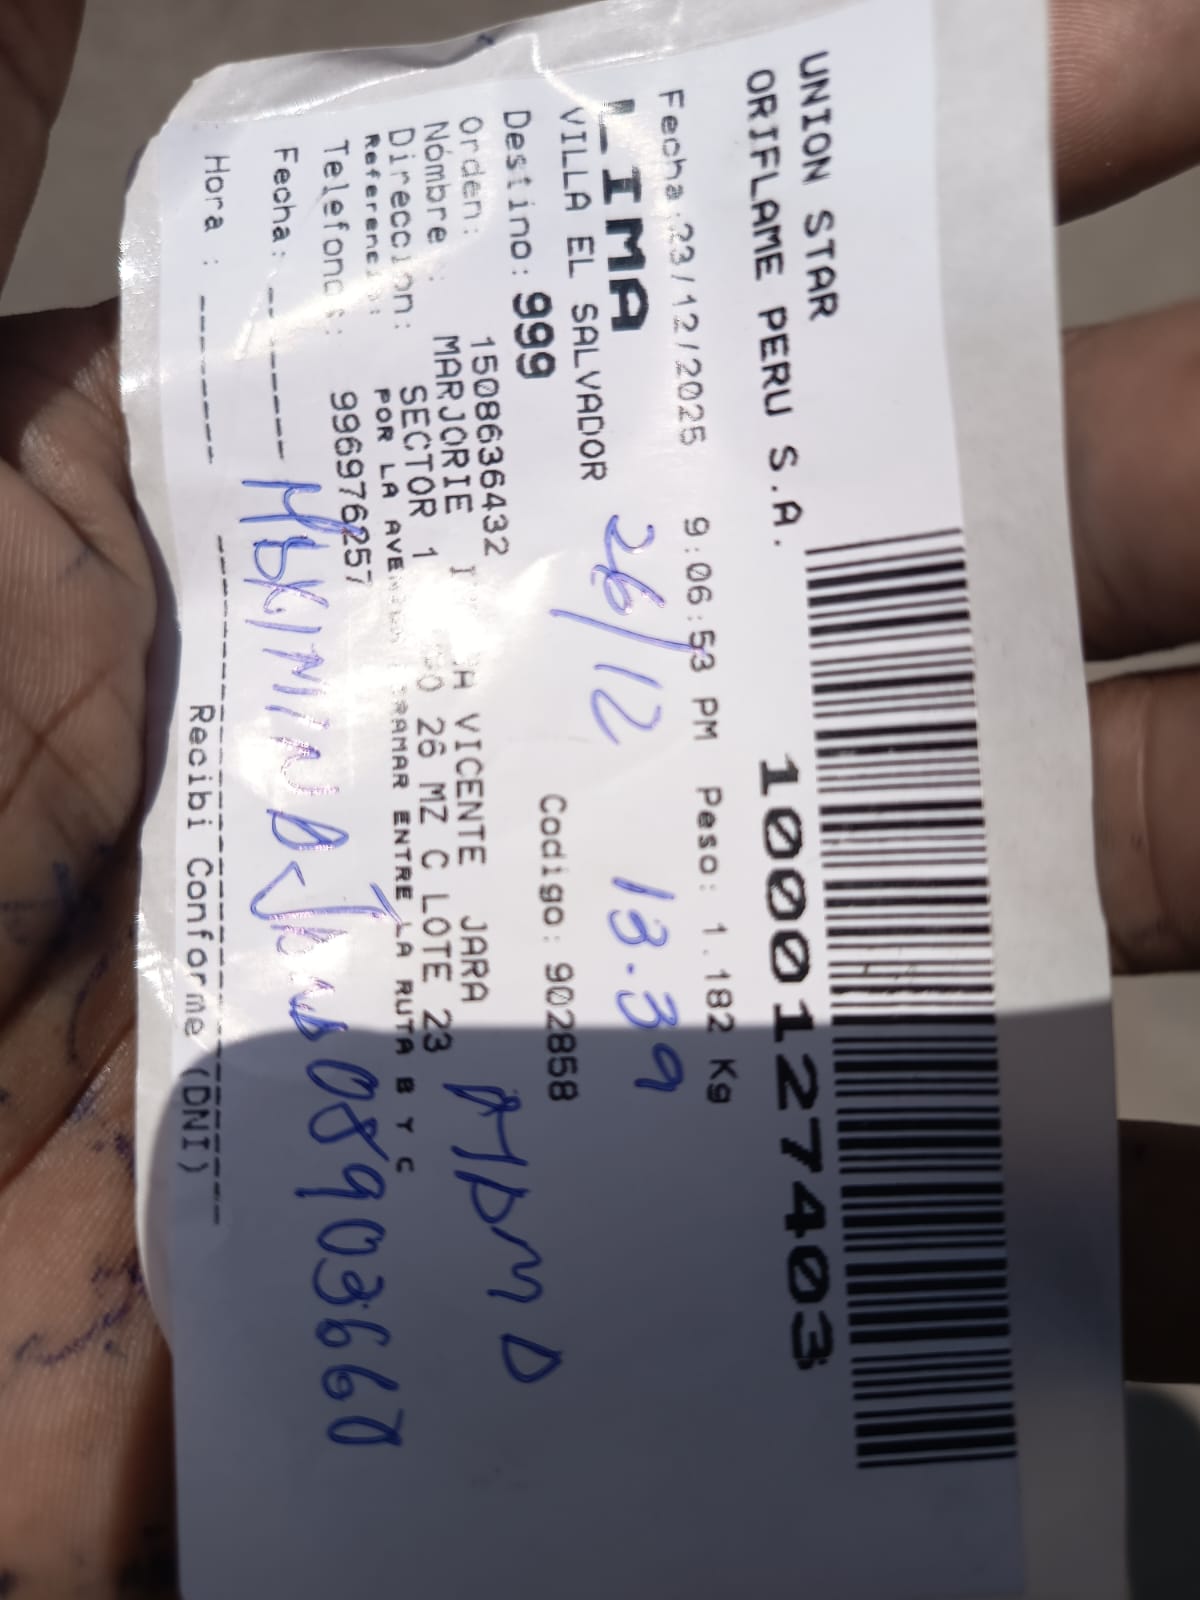 UNION STAR
ORIFLAME PERU S.A.
1000127403
Fecha:23/12/2025 9:06:53 PM Peso: 1.182 Kg
LIMA
VILLA EL SALVADOR
26/12 13.39
Destino: 999 Codigo: 902858
Orden: 1508636432
Nombre : MARJORIE VICENTE JARA
Direccion: SECTOR 1 26 MZ C LOTE 23
Referencia: POR LA ENTRE LA RUTA B Y C
Telefono : 996976257
Fecha: -------
08903660
Hora : -------
Recibi Conforme (DNI)